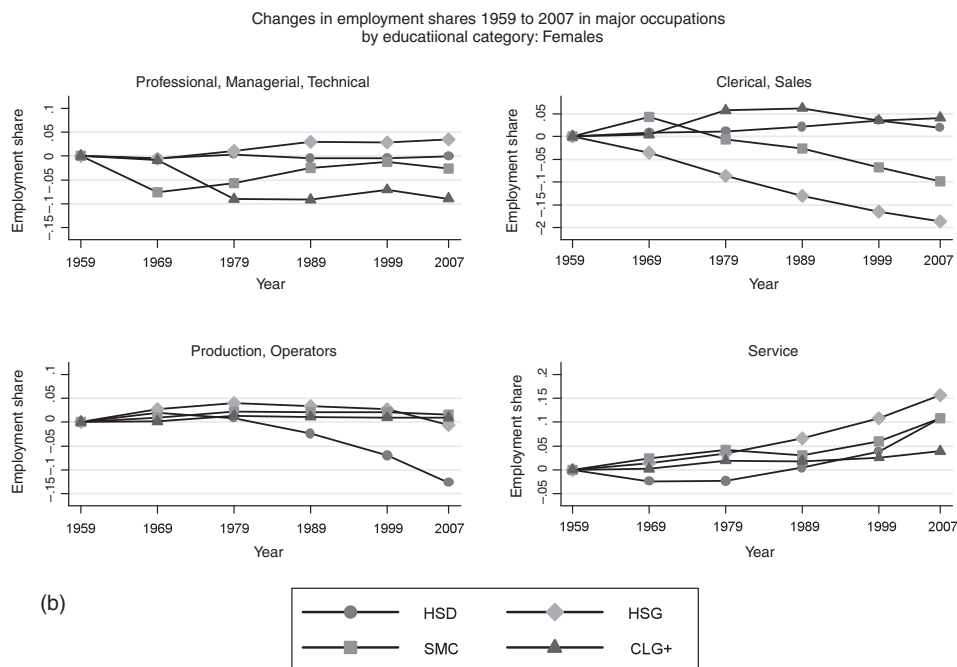 Changes in employment shares 1959 to 2007 in major occupations
by educatiional category: Females
Professional, Managerial, Technical
Employment share
.1
.05
0
-.15-.1-.05
1959 1969 1979 1989 1999 2007
Year
Clerical, Sales
Employment share
.05
0
-2-.15-.1-.05
1959 1969 1979 1989 1999 2007
Year
Production, Operators
Employment share
.1
.05
0
-.15-.1-.05
1959 1969 1979 1989 1999 2007
Year
Service
Employment share
.2
.05 .1 .15
0
-.05
1959 1969 1979 1989 1999 2007
Year
(b)
HSD HSG
SMC CLG+